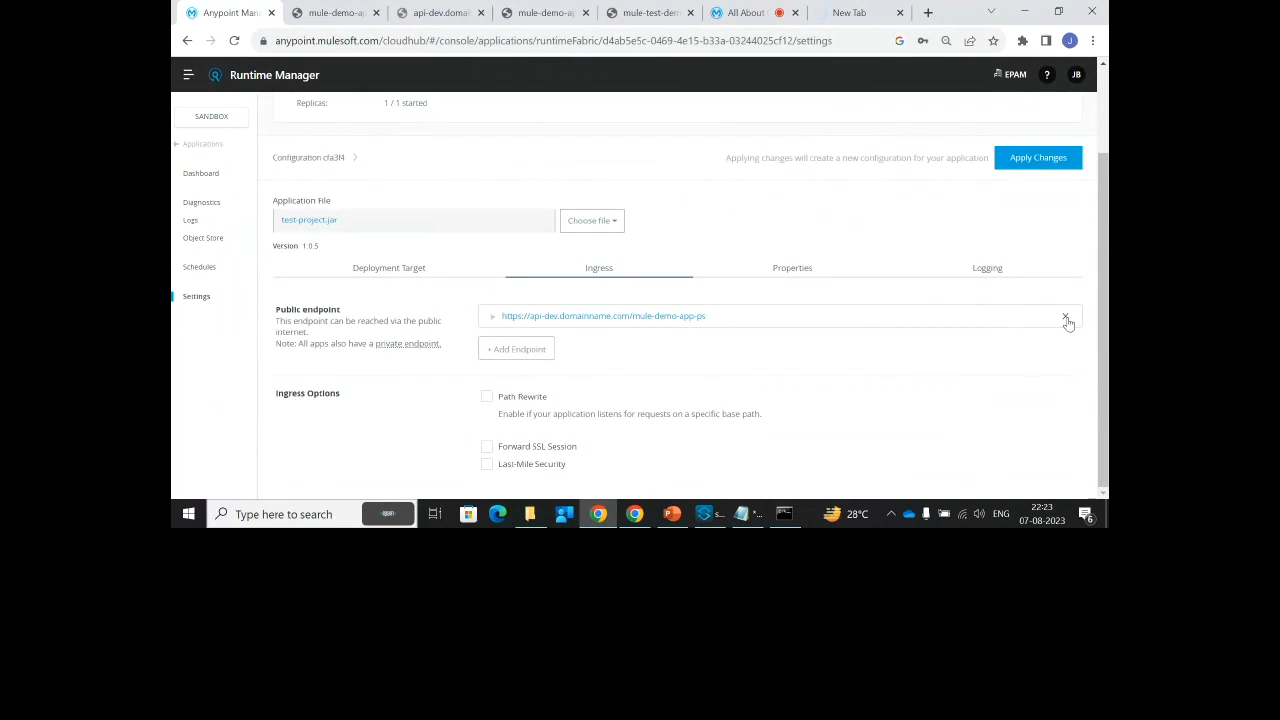 Anypoint Man
mule-demo-ap
api-dev.domain
mule-demo-ap
mule-test-dem
All About
New Tab
anypoint.mulesoft.com/cloudhub/#/console/applications/runtimeFabric/d4ab5e5c-0469-4e15-b33a-03244025cf12/settings
J
Runtime Manager
EPAM
?
JB
SANDBOX
Applications
Dashboard
Diagnostics
Logs
Object Store
Schedules
Settings
Replicas:
1 / 1 started
Configuration cfa3f4
Applying changes will create a new configuration for your application
Apply Changes
Application File
test-project.jar
Choose file
Version 1.0.5
Deployment Target
Ingress
Properties
Logging
Public endpoint
This endpoint can be reached via the public
internet.
Note: All apps also have a private endpoint.
https://api-dev.domainname.com/mule-demo-app-ps
+ Add Endpoint
Ingress Options
Path Rewrite
Enable if your application listens for requests on a specific base path.
Forward SSL Session
Last-Mile Security
Type here to search
28°C
ENG
22:23
07-08-2023
6